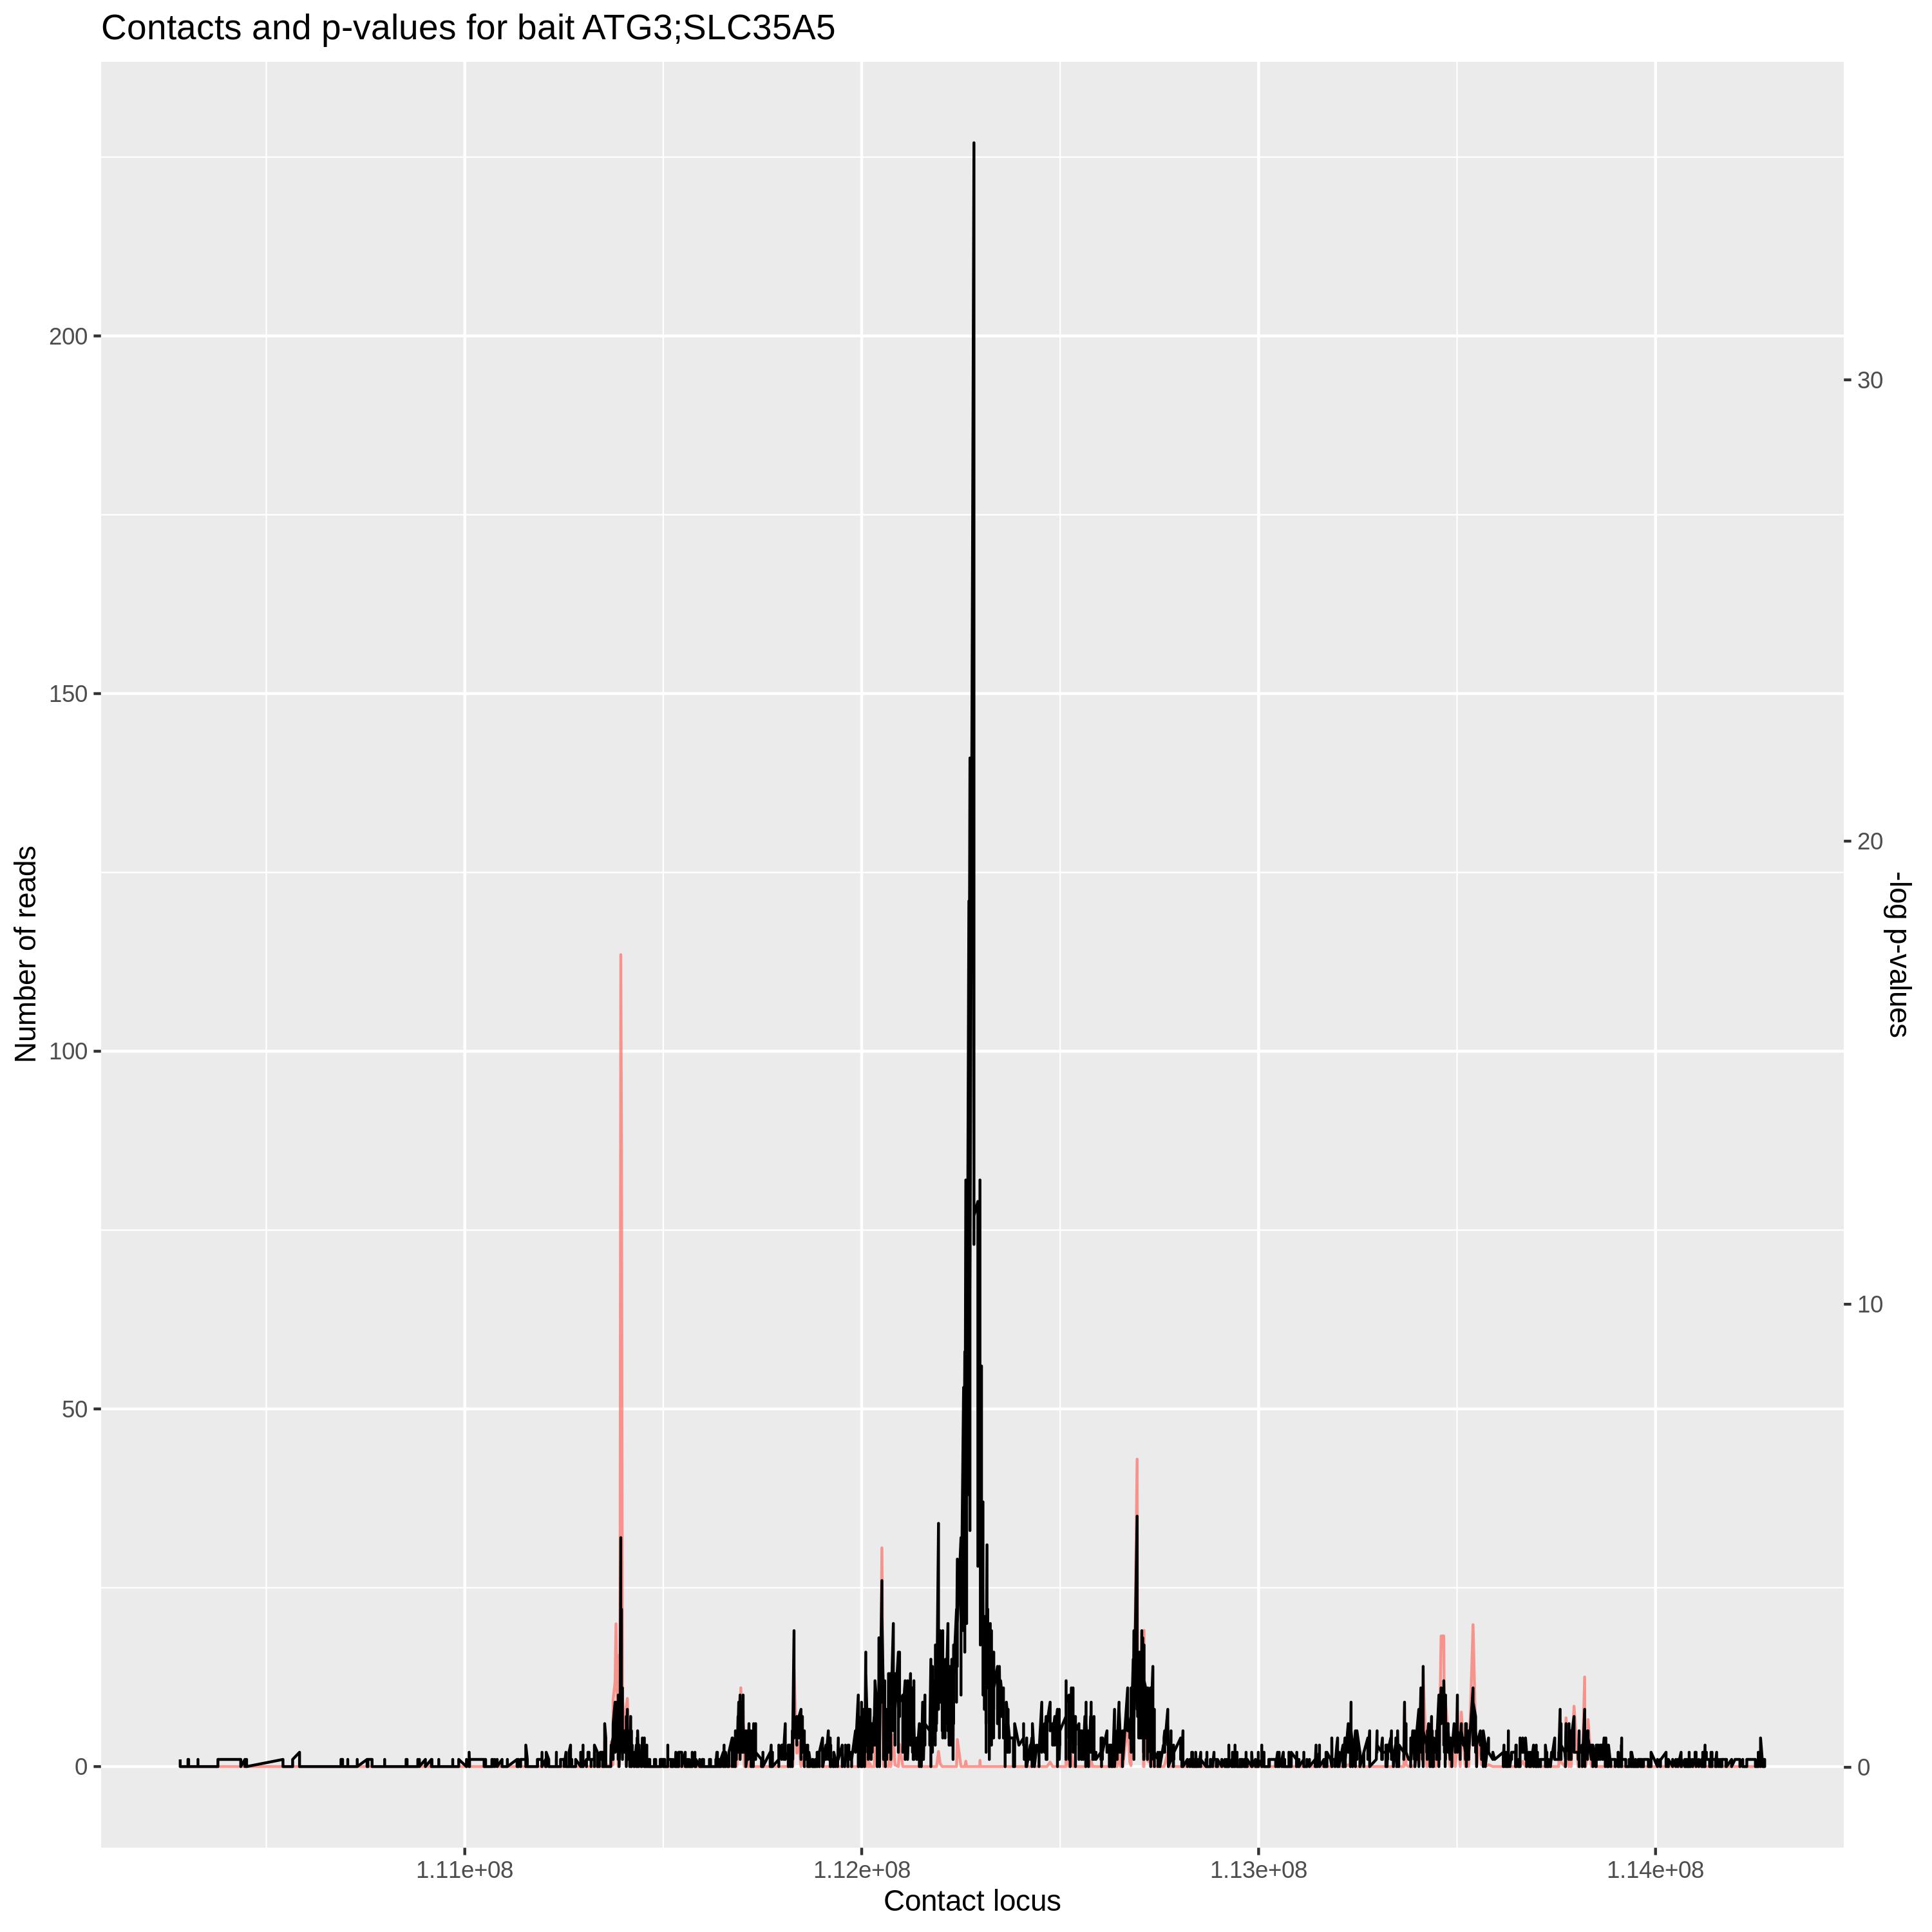 Contacts and p-values for bait ATG3;SLC35A5
Number of reads
200
150
100
50
0
30
20
10
0
-log p-values
1.11e+08 1.12e+08 1.13e+08 1.14e+08
Contact locus